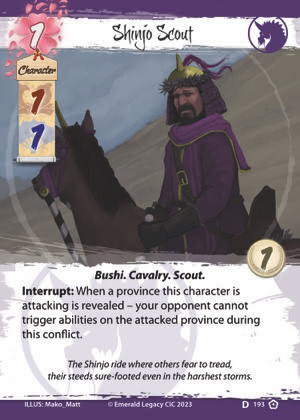 1
Shinjo Scout
Character
1
1
1
Bushi. Cavalry. Scout.
Interrupt: When a province this character is
attacking is revealed – your opponent cannot
trigger abilities on the attacked province during
this conflict.
The Shinjo ride where others fear to tread,
their steeds sure-footed even in the harshest storms.
ILLUS: Mako_Matt © Emerald Legacy CIC 2023 D 193